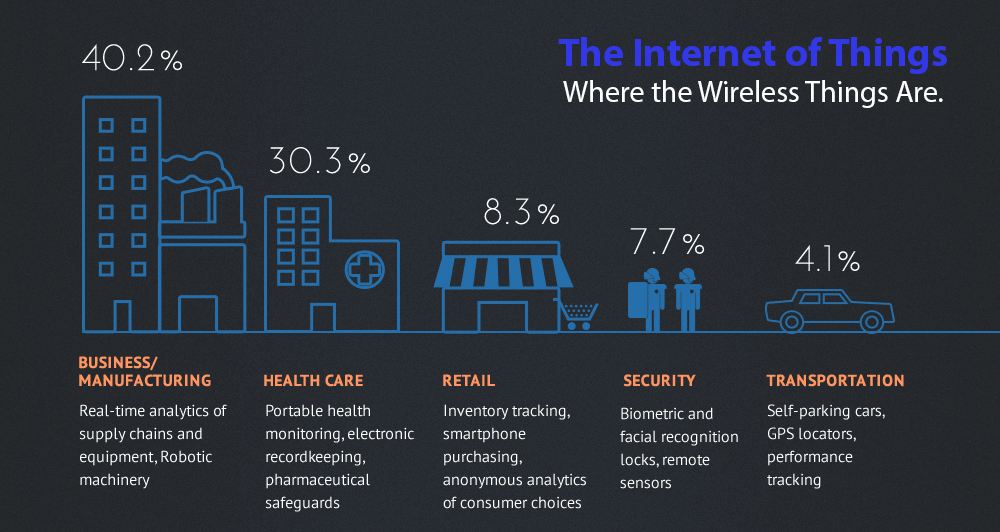 The Internet of Things
Where the Wireless Things Are.
40.2%
30.3%
8.3%
7.7%
4.1%
BUSINESS/
MANUFACTURING
Real-time analytics of
supply chains and
equipment, Robotic
machinery
HEALTH CARE
Portable health
monitoring, electronic
recordkeeping,
pharmaceutical
safeguards
RETAIL
Inventory tracking,
smartphone
purchasing,
anonymous analytics
of consumer choices
SECURITY
Biometric and
facial recognition
locks, remote
sensors
TRANSPORTATION
Self-parking cars,
GPS locators,
performance
tracking